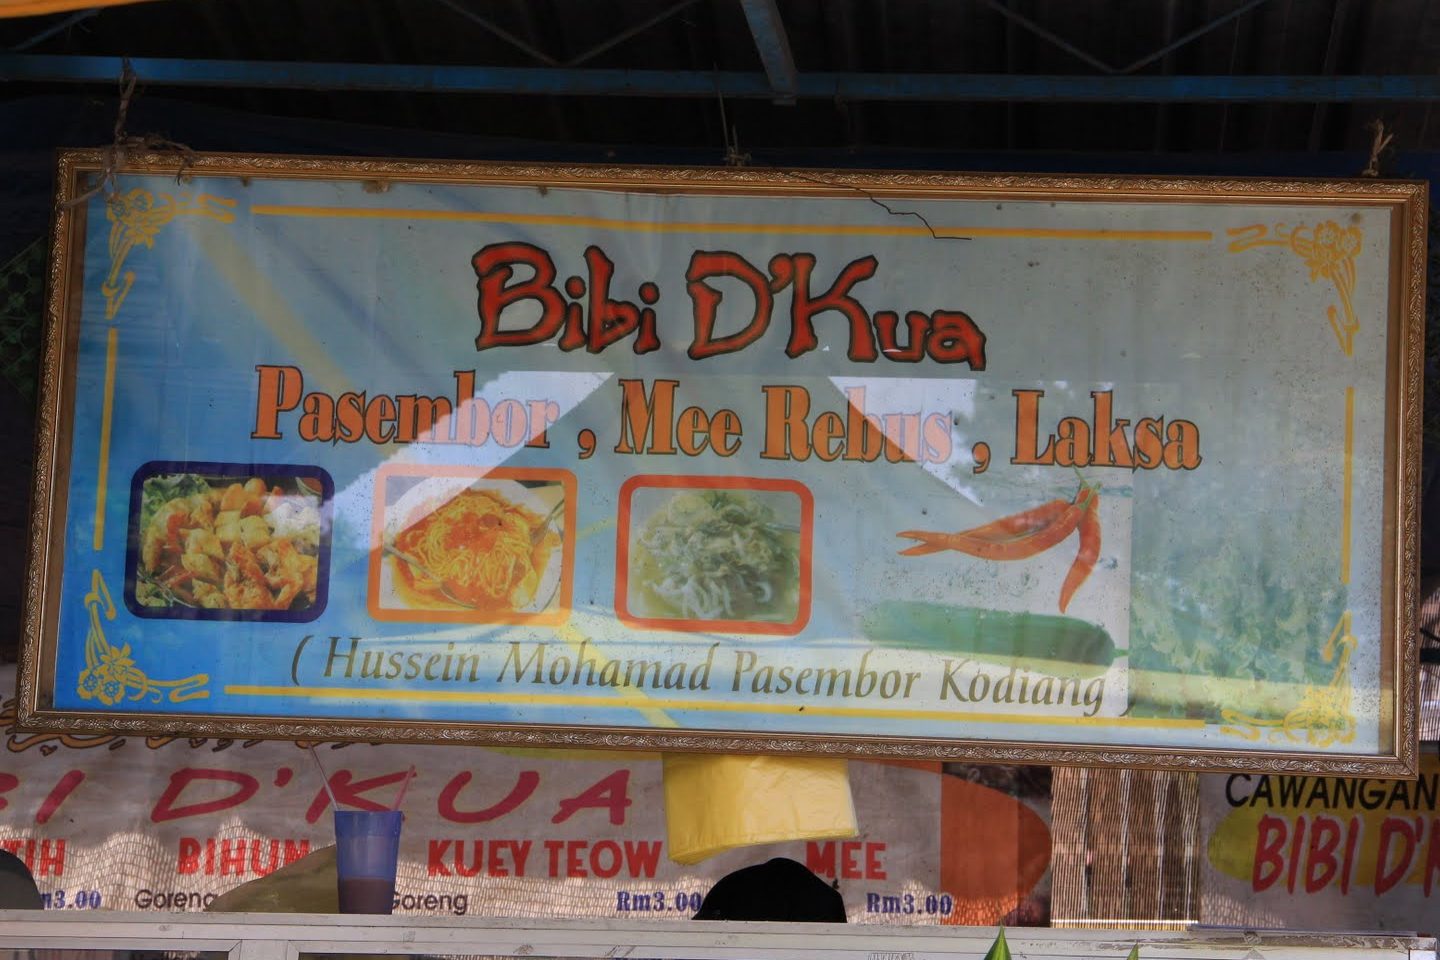 Bibi D'Kua
Pasembor , Mee Rebus , Laksa
( Hussein Mohamad Pasembor Kodiang )
D'KUA
BIHUN KUEY TEOW MEE
3.00 Goreng Goreng Rm3.00 Rm3.00
CAWANGAN
BIBI D'K